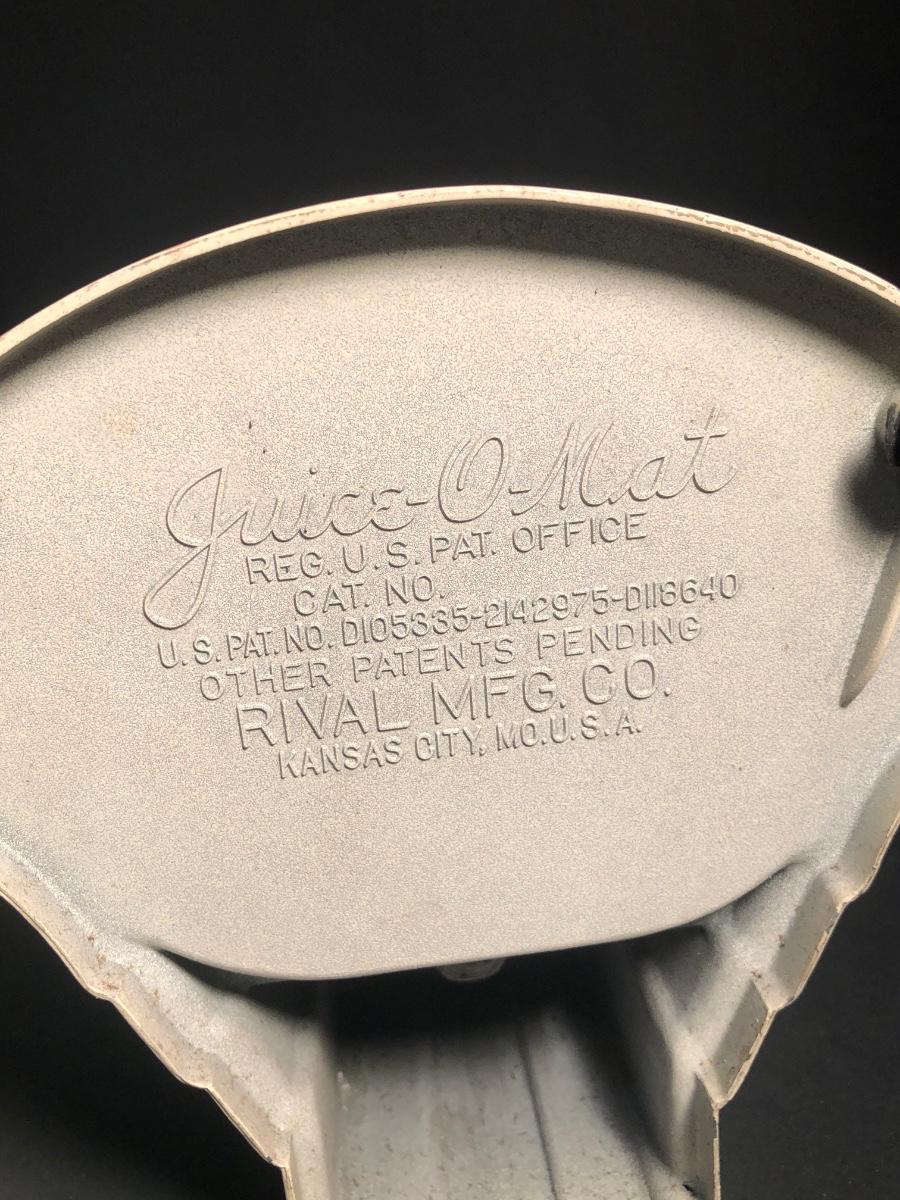 Juice-O-Mat
REG. U.S. PAT. OFFICE
CAT. NO.
U.S. PAT. NO. D105335-2142975-D118640
OTHER PATENTS PENDING
RIVAL MFG. CO.
KANSAS CITY, MO. U.S.A.